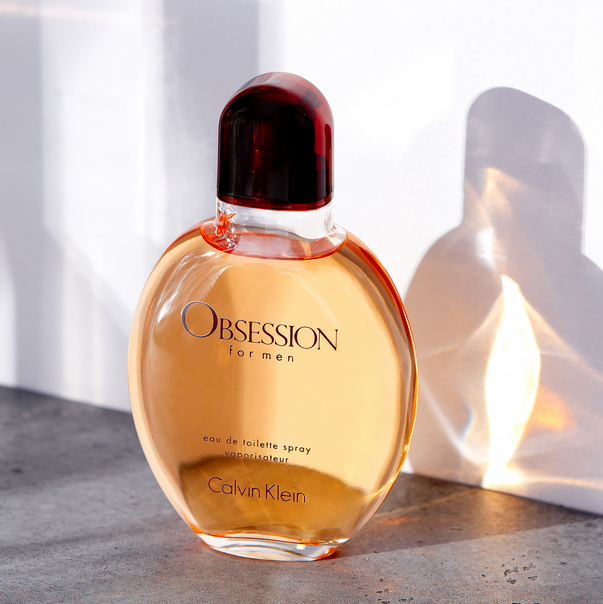 OBSESSION
for men
eau de toilette spray
vaporisateur
Calvin Klein